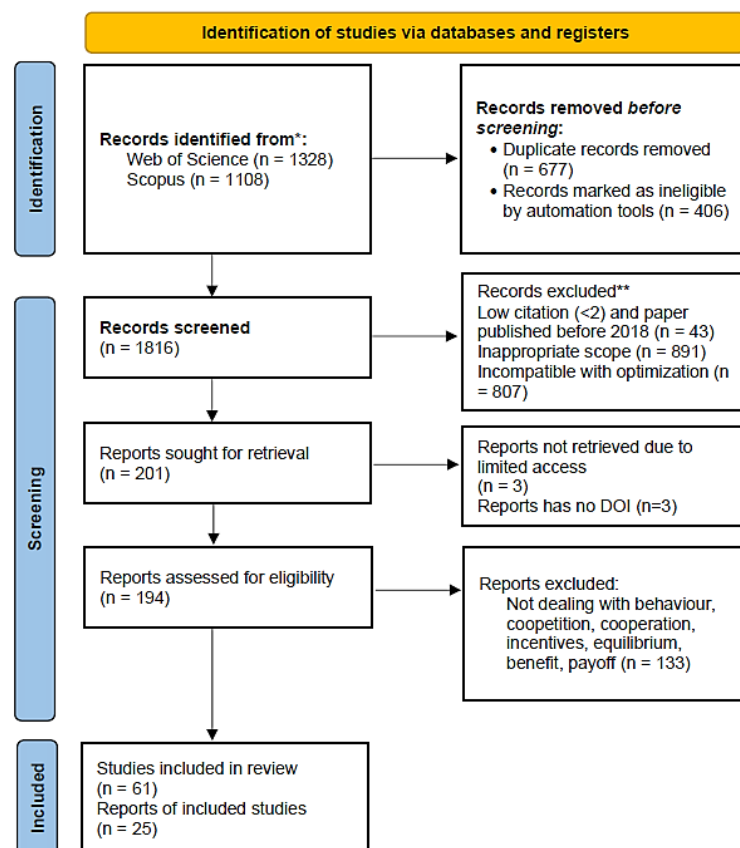 Identification of studies via databases and registers
Identification
Records identified from*:
Web of Science (n = 1328)
Scopus (n = 1108)
Records removed before
screening:
• Duplicate records removed
(n = 677)
• Records marked as ineligible
by automation tools (n = 406)
Screening
Records screened
(n = 1816)
Records excluded**
Low citation (<2) and paper
published before 2018 (n = 43)
Inappropriate scope (n = 891)
Incompatible with optimization (n
= 807)
Reports sought for retrieval
(n = 201)
Reports not retrieved due to
limited access
(n = 3)
Reports has no DOI (n=3)
Reports assessed for eligibility
(n = 194)
Reports excluded:
Not dealing with behaviour,
coopetition, cooperation,
incentives, equilibrium,
benefit, payoff (n = 133)
Included
Studies included in review
(n = 61)
Reports of included studies
(n = 25)